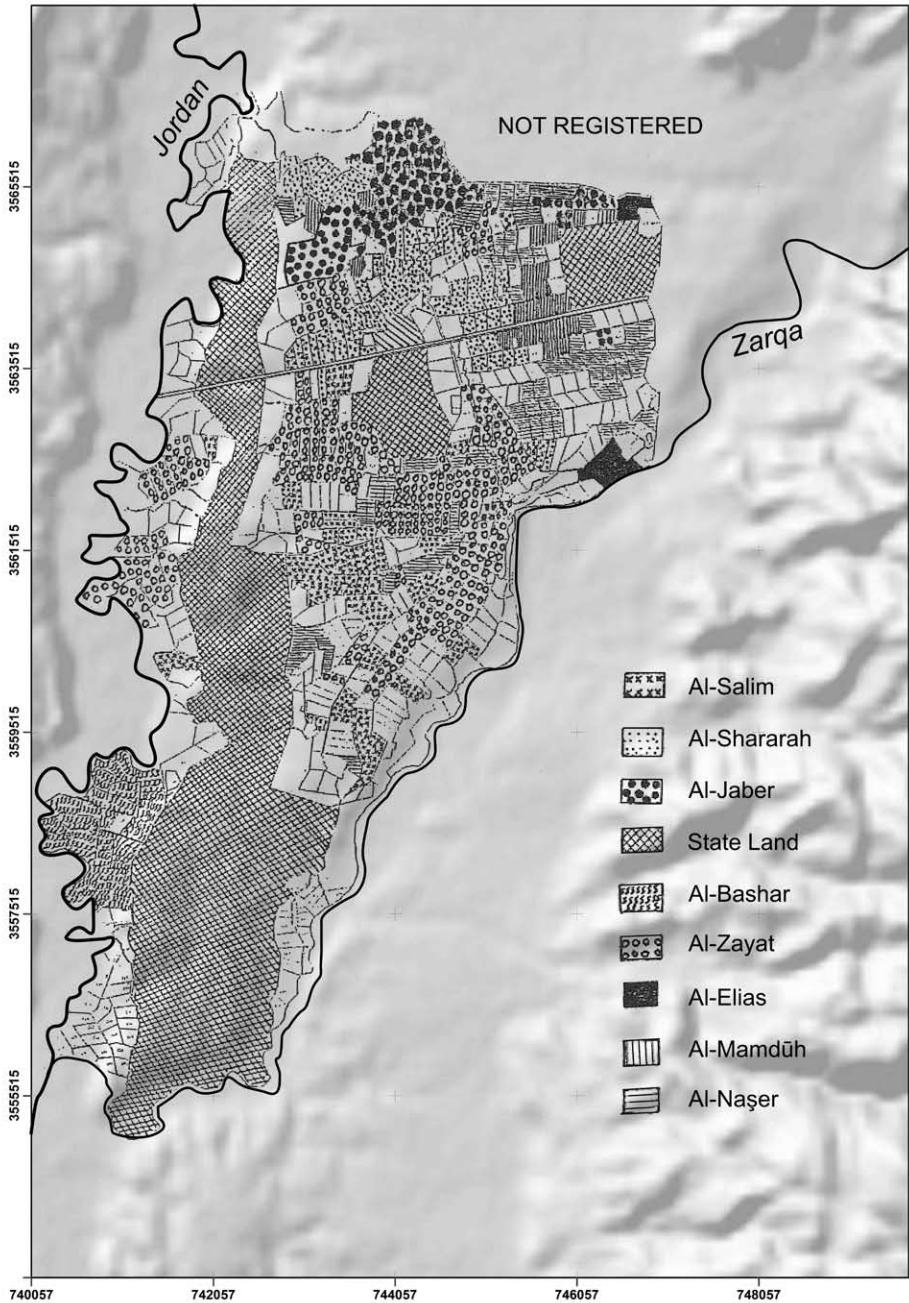 NOT REGISTERED
Jordan
Zarqa
Al-Salim
Al-Shararah
Al-Jaber
State Land
Al-Bashar
Al-Zayat
Al-Elias
Al-Mamdūh
Al-Naşer
3565515
3563515
3561515
3559515
3557515
3555515
740057 742057 744057 746057 748057